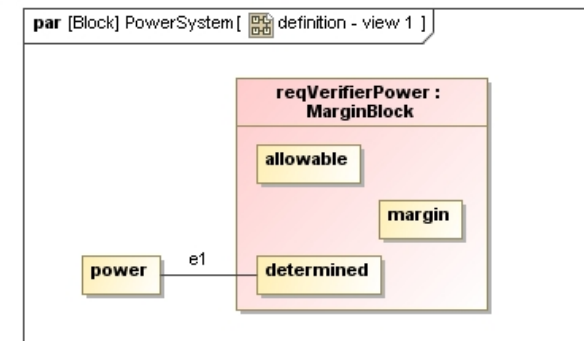 par [Block] PowerSystem [ definition - view 1 ]
reqVerifierPower :
MarginBlock
allowable
margin
power
e1
determined